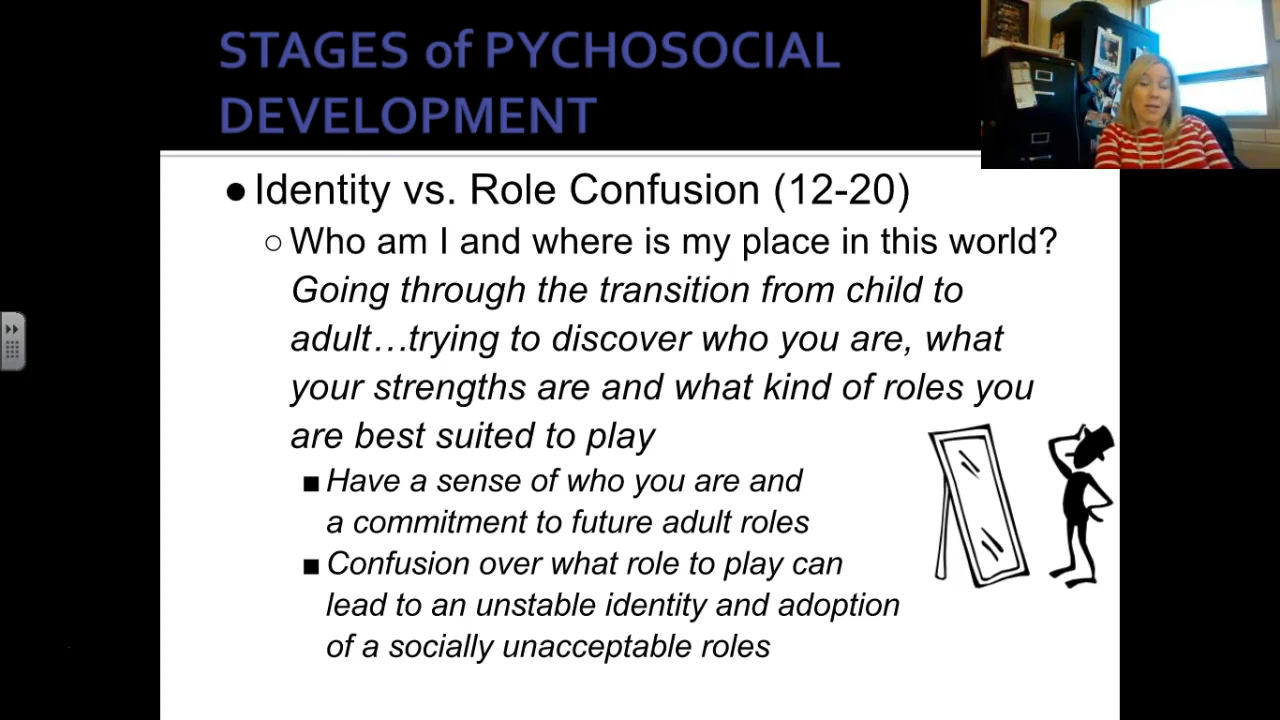 STAGES of PYCHOSOCIAL
DEVELOPMENT
● Identity vs. Role Confusion (12-20)
○ Who am I and where is my place in this world?
Going through the transition from child to
adult…trying to discover who you are, what
your strengths are and what kind of roles you
are best suited to play
■ Have a sense of who you are and
a commitment to future adult roles
■ Confusion over what role to play can
lead to an unstable identity and adoption
of a socially unacceptable roles